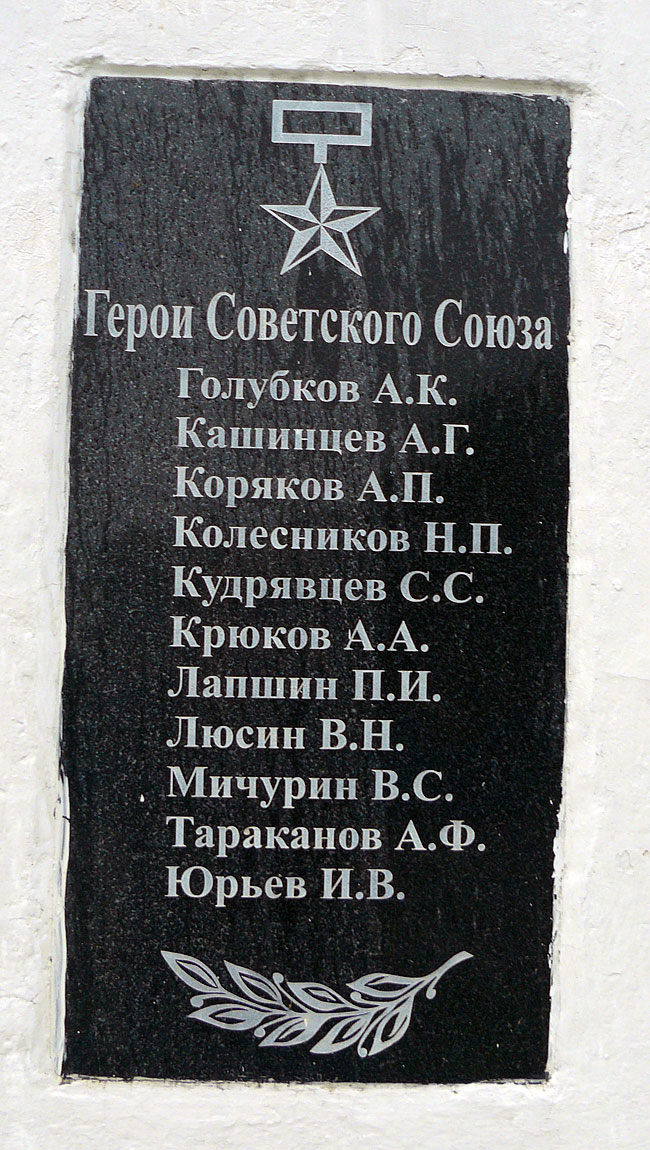 Герои Советского Союза
Голубков А.К.
Кашинцев А.Г.
Коряков А.П.
Колесников Н.П.
Кудрявцев С.С.
Крюков А.А.
Лапшин П.И.
Люсин В.Н.
Мичурин В.С.
Тараканов А.Ф.
Юрьев И.В.